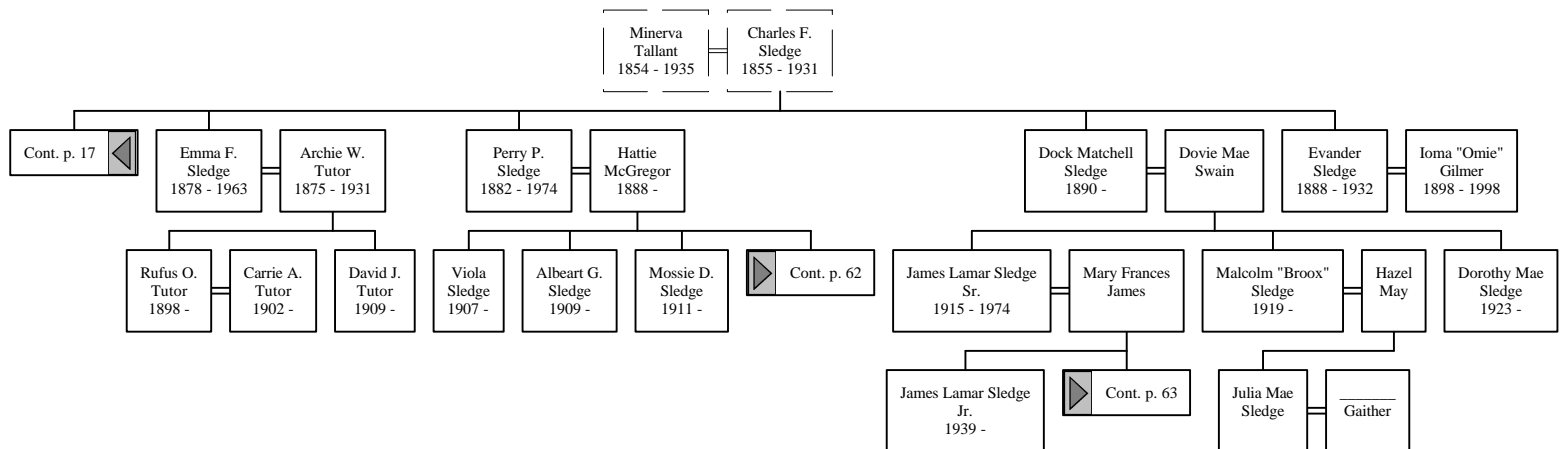 Minerva
Tallant
1854 - 1935
Charles F.
Sledge
1855 - 1931
Cont. p. 17
Emma F.
Sledge
1878 - 1963
Archie W.
Tutor
1875 - 1931
Perry P.
Sledge
1882 - 1974
Hattie
McGregor
1888 -
Dock Matchell
Sledge
1890 -
Dovie Mae
Swain
Evander
Sledge
1888 - 1932
Ioma "Omie"
Gilmer
1898 - 1998
Rufus O.
Tutor
1898 -
Carrie A.
Tutor
1902 -
David J.
Tutor
1909 -
Viola
Sledge
1907 -
Albeart G.
Sledge
1909 -
Mossie D.
Sledge
1911 -
Cont. p. 62
James Lamar Sledge
Sr.
1915 - 1974
Mary Frances
James
Malcolm "Broox"
Sledge
1919 -
Hazel
May
Dorothy Mae
Sledge
1923 -
James Lamar Sledge
Jr.
1939 -
Cont. p. 63
Julia Mae
Sledge
________
Gaither